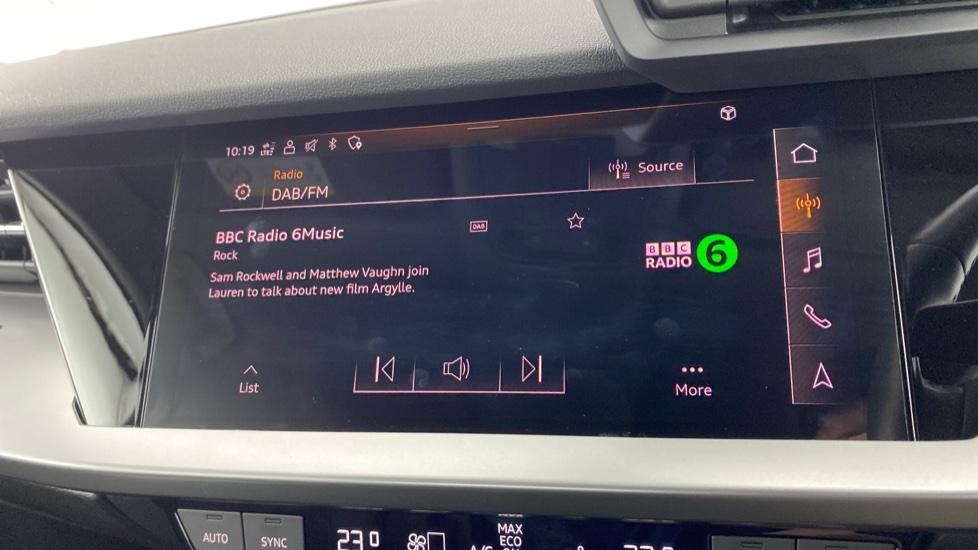 10:19 LTE
Radio
DAB/FM
Source
BBC Radio 6Music
DAB
Rock
Sam Rockwell and Matthew Vaughn join
Lauren to talk about new film Argylle.
BBC
RADIO 6
List
More
AUTO
SYNC
23.0
MAX
ECO